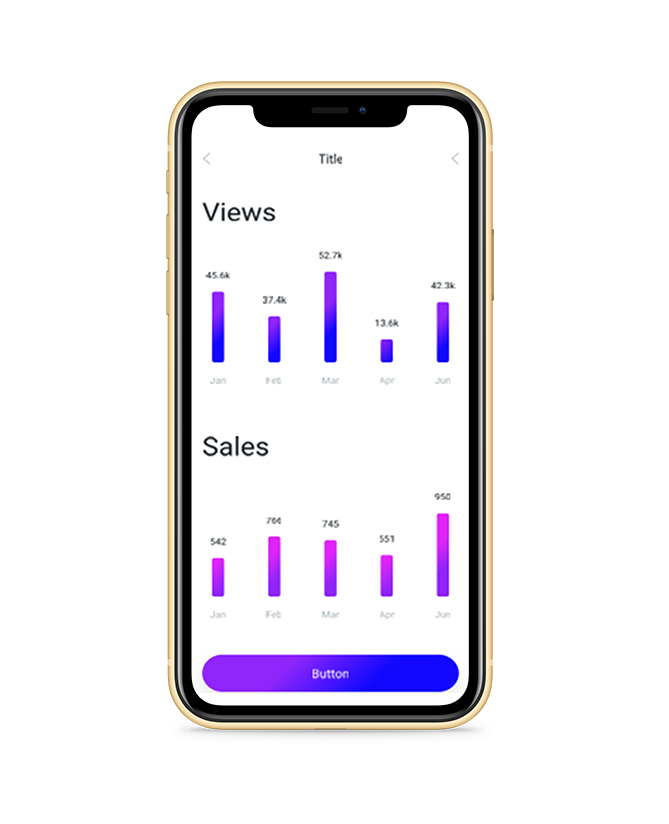 Title
Views
52.7k
45.6k
42.3k
37.4k
13.6k
Jan Feb Mar Apr Jun
Sales
950
766 745
551
542
Jan Feb Mar Apr Jun
Button